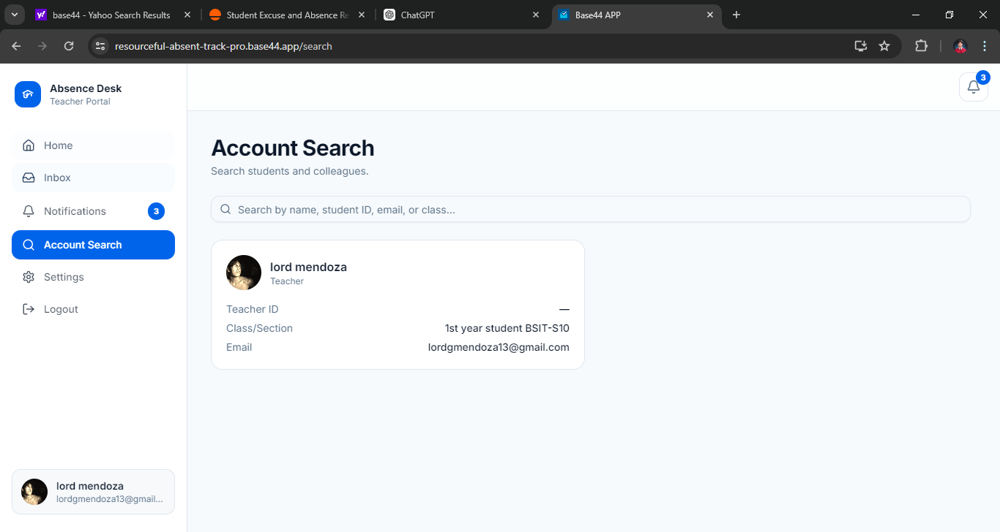 base44 - Yahoo Search Results
Student Excuse and Absence Re
ChatGPT
Base44 APP
resourceful-absent-track-pro.base44.app/search
Absence Desk
Teacher Portal
3
Home
Inbox
Notifications 3
Account Search
Settings
Logout
lord mendoza
lordgmendoza13@gmail...
Account Search
Search students and colleagues.
Search by name, student ID, email, or class...
lord mendoza
Teacher
Teacher ID —
Class/Section 1st year student BSIT-S10
Email lordgmendoza13@gmail.com